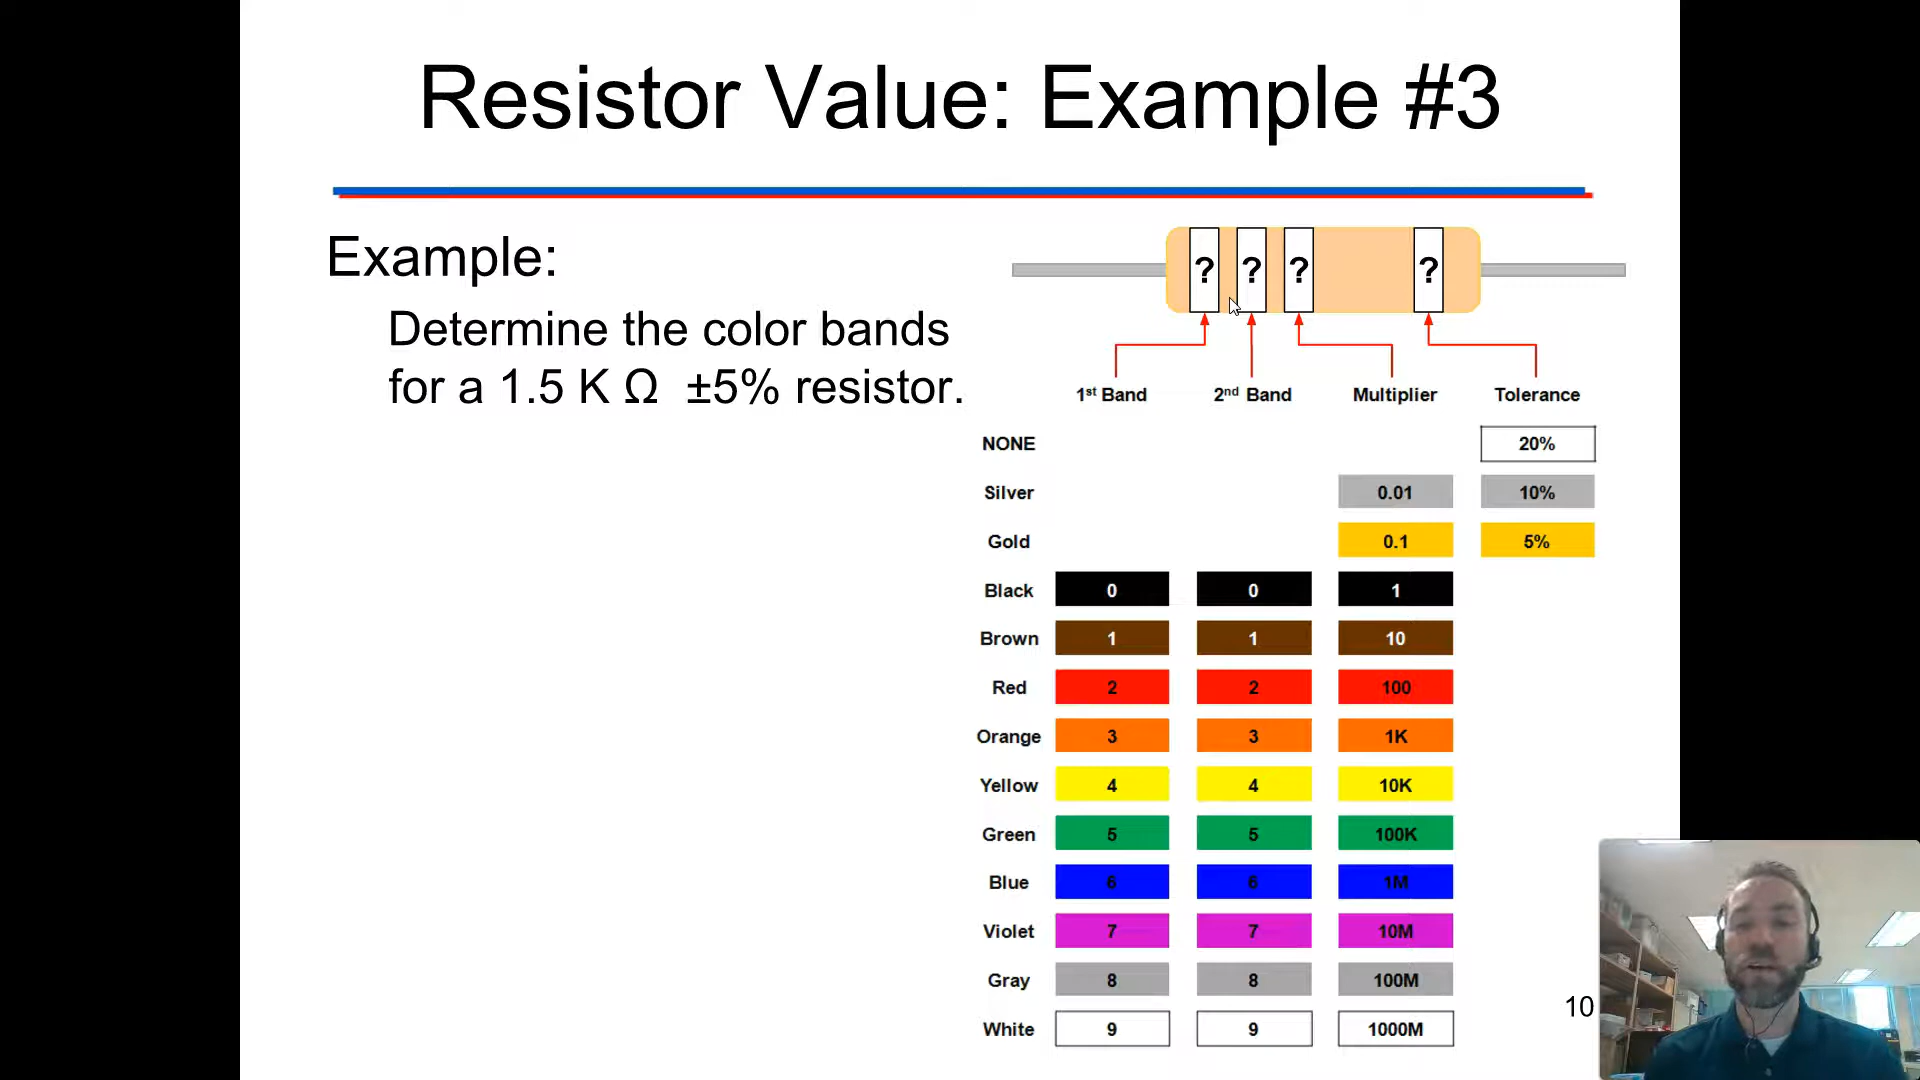 Resistor Value: Example #3
Example:
Determine the color bands
for a 1.5 K Ω ±5% resistor.
? ? ? ?
1st Band 2nd Band Multiplier Tolerance
NONE 20%
Silver 0.01 10%
Gold 0.1 5%
Black 0 0 1
Brown 1 1 10
Red 2 2 100
Orange 3 3 1K
Yellow 4 4 10K
Green 5 5 100K
Blue 6 6 1M
Violet 7 7 10M
Gray 8 8 100M
White 9 9 1000M
10